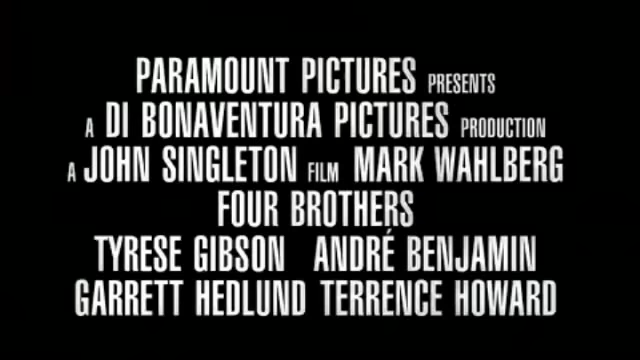 PARAMOUNT PICTURES PRESENTS
A DI BONAVENTURA PICTURES PRODUCTION
A JOHN SINGLETON FILM MARK WAHLBERG
FOUR BROTHERS
TYRESE GIBSON ANDRÉ BENJAMIN
GARRETT HEDLUND TERRENCE HOWARD